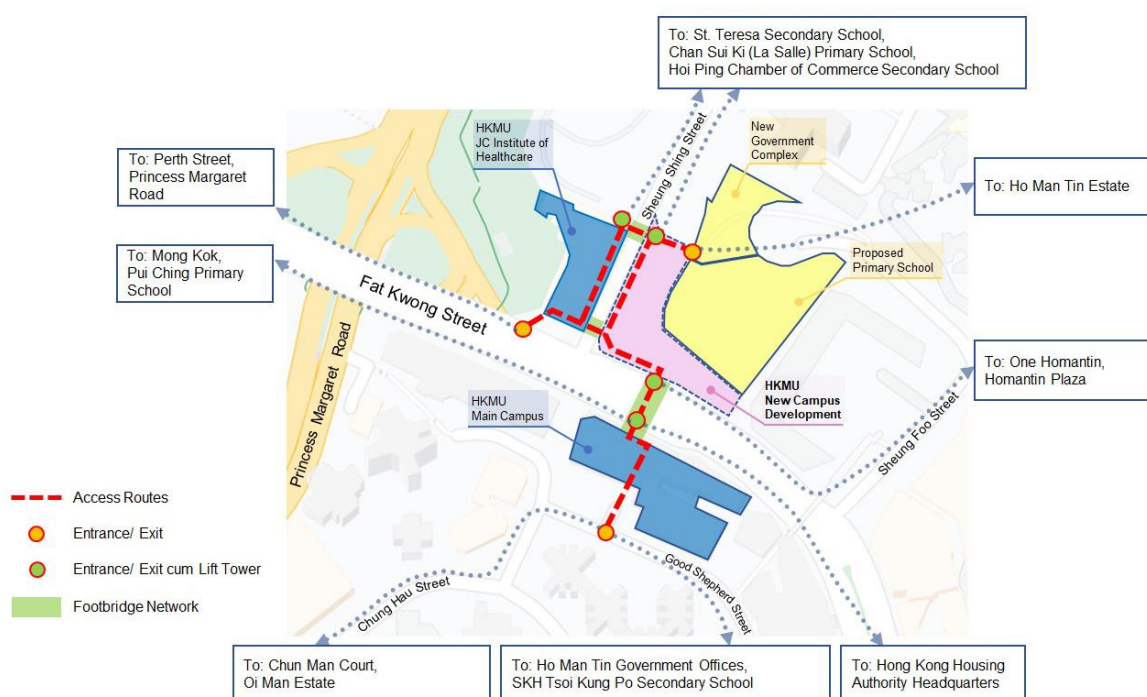 To: St. Teresa Secondary School,
Chan Sui Ki (La Salle) Primary School,
Hoi Ping Chamber of Commerce Secondary School
HKMU
JC Institute of
Healthcare
Sheung Shing Street
New
Government
Complex
To: Perth Street,
Princess Margaret
Road
To: Ho Man Tin Estate
To: Mong Kok,
Pui Ching Primary
School
Proposed
Primary School
Fat Kwong Street
Princess Margaret Road
HKMU
Main Campus
HKMU
New Campus
Development
To: One Homantin,
Homantin Plaza
Sheung Foo Street
Access Routes
Entrance/ Exit
Entrance/ Exit cum Lift Tower
Footbridge Network
Chung Hau Street
Good Shepherd Street
To: Chun Man Court,
Oi Man Estate
To: Ho Man Tin Government Offices,
SKH Tsoi Kung Po Secondary School
To: Hong Kong Housing
Authority Headquarters